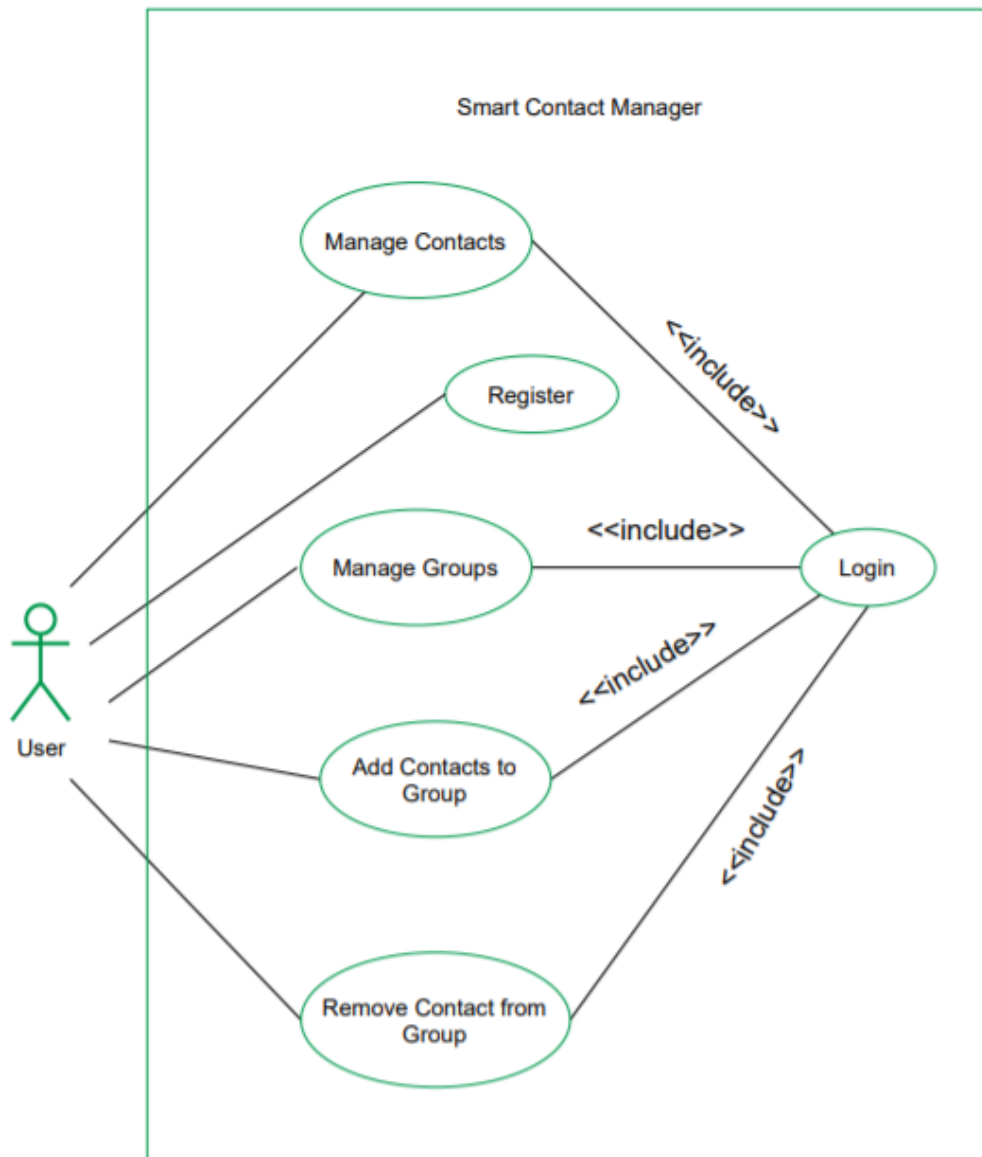 Smart Contact Manager
Manage Contacts
<<include>>
Register
<<include>>
Manage Groups
Login
<<include>>
User
Add Contacts to
Group
<<include>>
Remove Contact from
Group